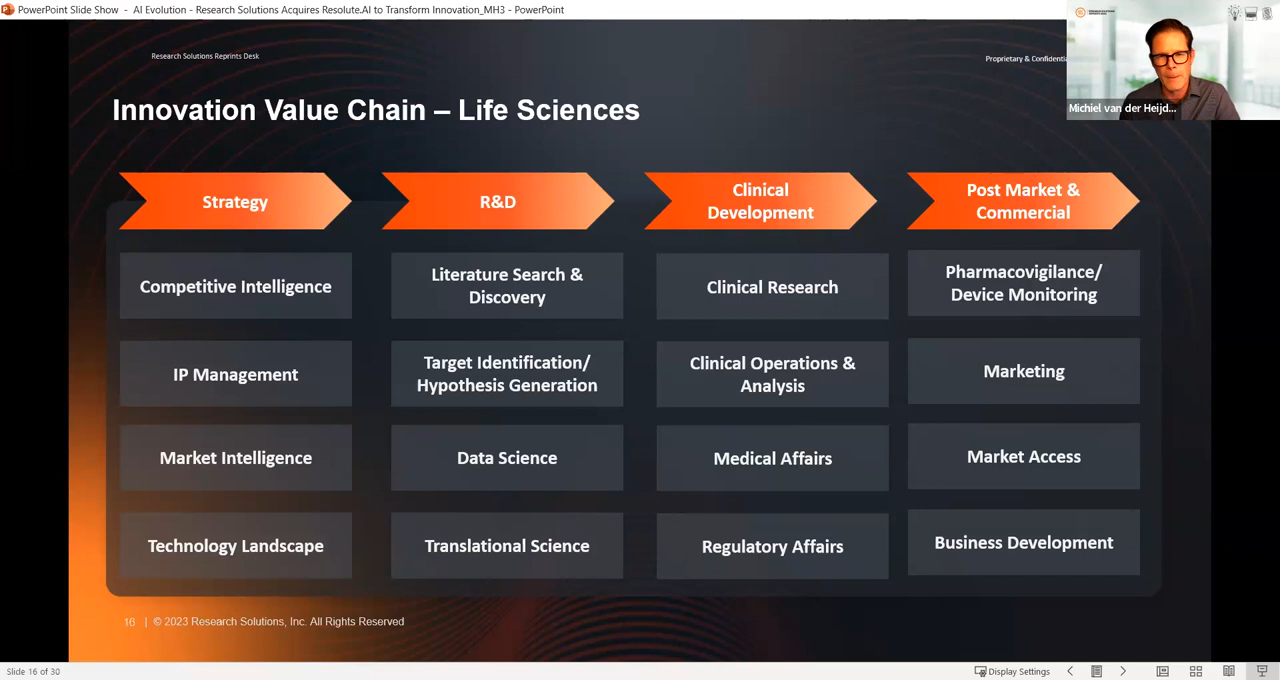 PowerPoint Slide Show - AI Evolution - Research Solutions Acquires Resolute.AI to Transform Innovation_MH3 - PowerPoint
Research Solutions Reprints Desk
Proprietary & Confidentia
Michiel van der Heijd...
Innovation Value Chain – Life Sciences
Strategy
R&D
Clinical
Development
Post Market &
Commercial
Competitive Intelligence
Literature Search &
Discovery
Clinical Research
Pharmacovigilance/
Device Monitoring
IP Management
Target Identification/
Hypothesis Generation
Clinical Operations &
Analysis
Marketing
Market Intelligence
Data Science
Medical Affairs
Market Access
Technology Landscape
Translational Science
Regulatory Affairs
Business Development
16 | © 2023 Research Solutions, Inc. All Rights Reserved
Slide 16 of 30
Display Settings